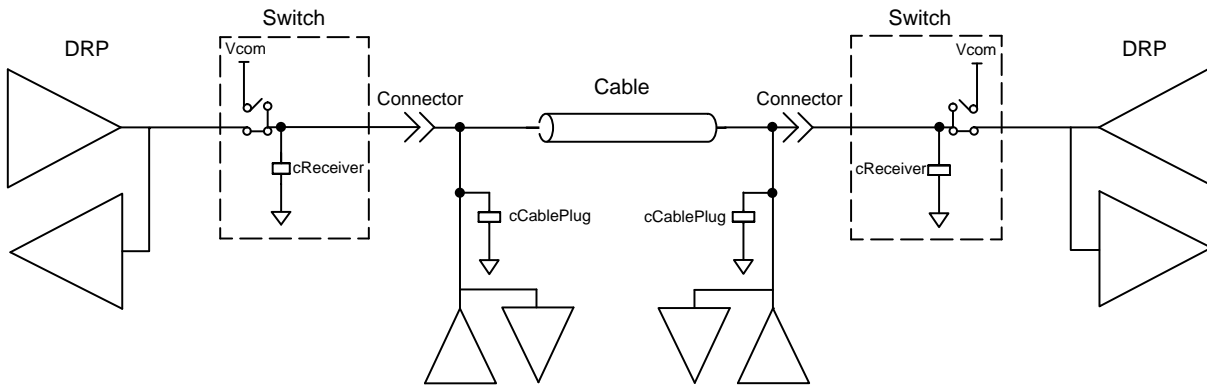 Switch
Switch
DRP
Vcom
Vcom
DRP
Connector
Cable
Connector
cReceiver
cReceiver
cCablePlug
cCablePlug